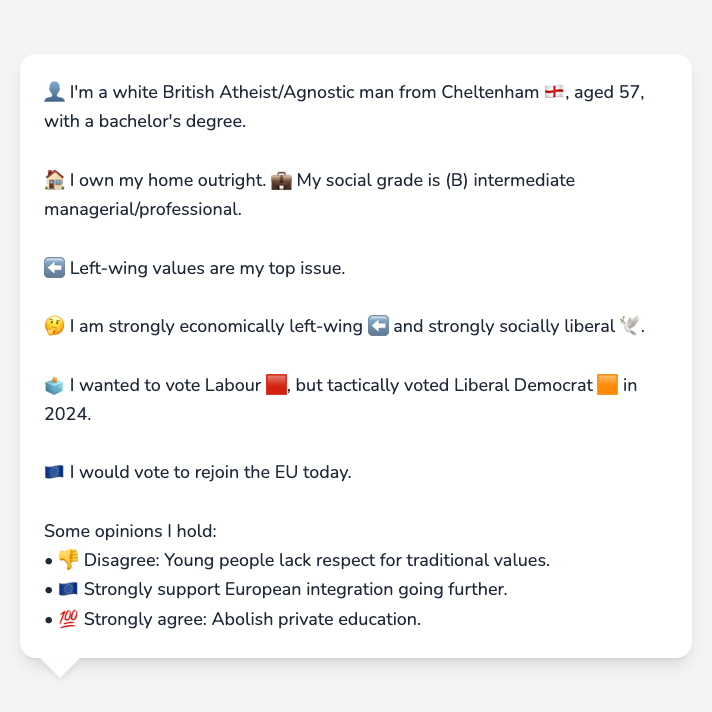 👤 I'm a white British Atheist/Agnostic man from Cheltenham 🏴󠁧󠁢󠁥󠁮󠁧󠁿, aged 57,
with a bachelor's degree.
🏠 I own my home outright. 💼 My social grade is (B) intermediate
managerial/professional.
⬅️ Left-wing values are my top issue.
🤔 I am strongly economically left-wing ⬅️ and strongly socially liberal 🕊️.
🗳️ I wanted to vote Labour 🟥, but tactically voted Liberal Democrat 🟧 in
2024.
🇪🇺 I would vote to rejoin the EU today.
Some opinions I hold:
• 👎 Disagree: Young people lack respect for traditional values.
• 🇪🇺 Strongly support European integration going further.
• 💯 Strongly agree: Abolish private education.